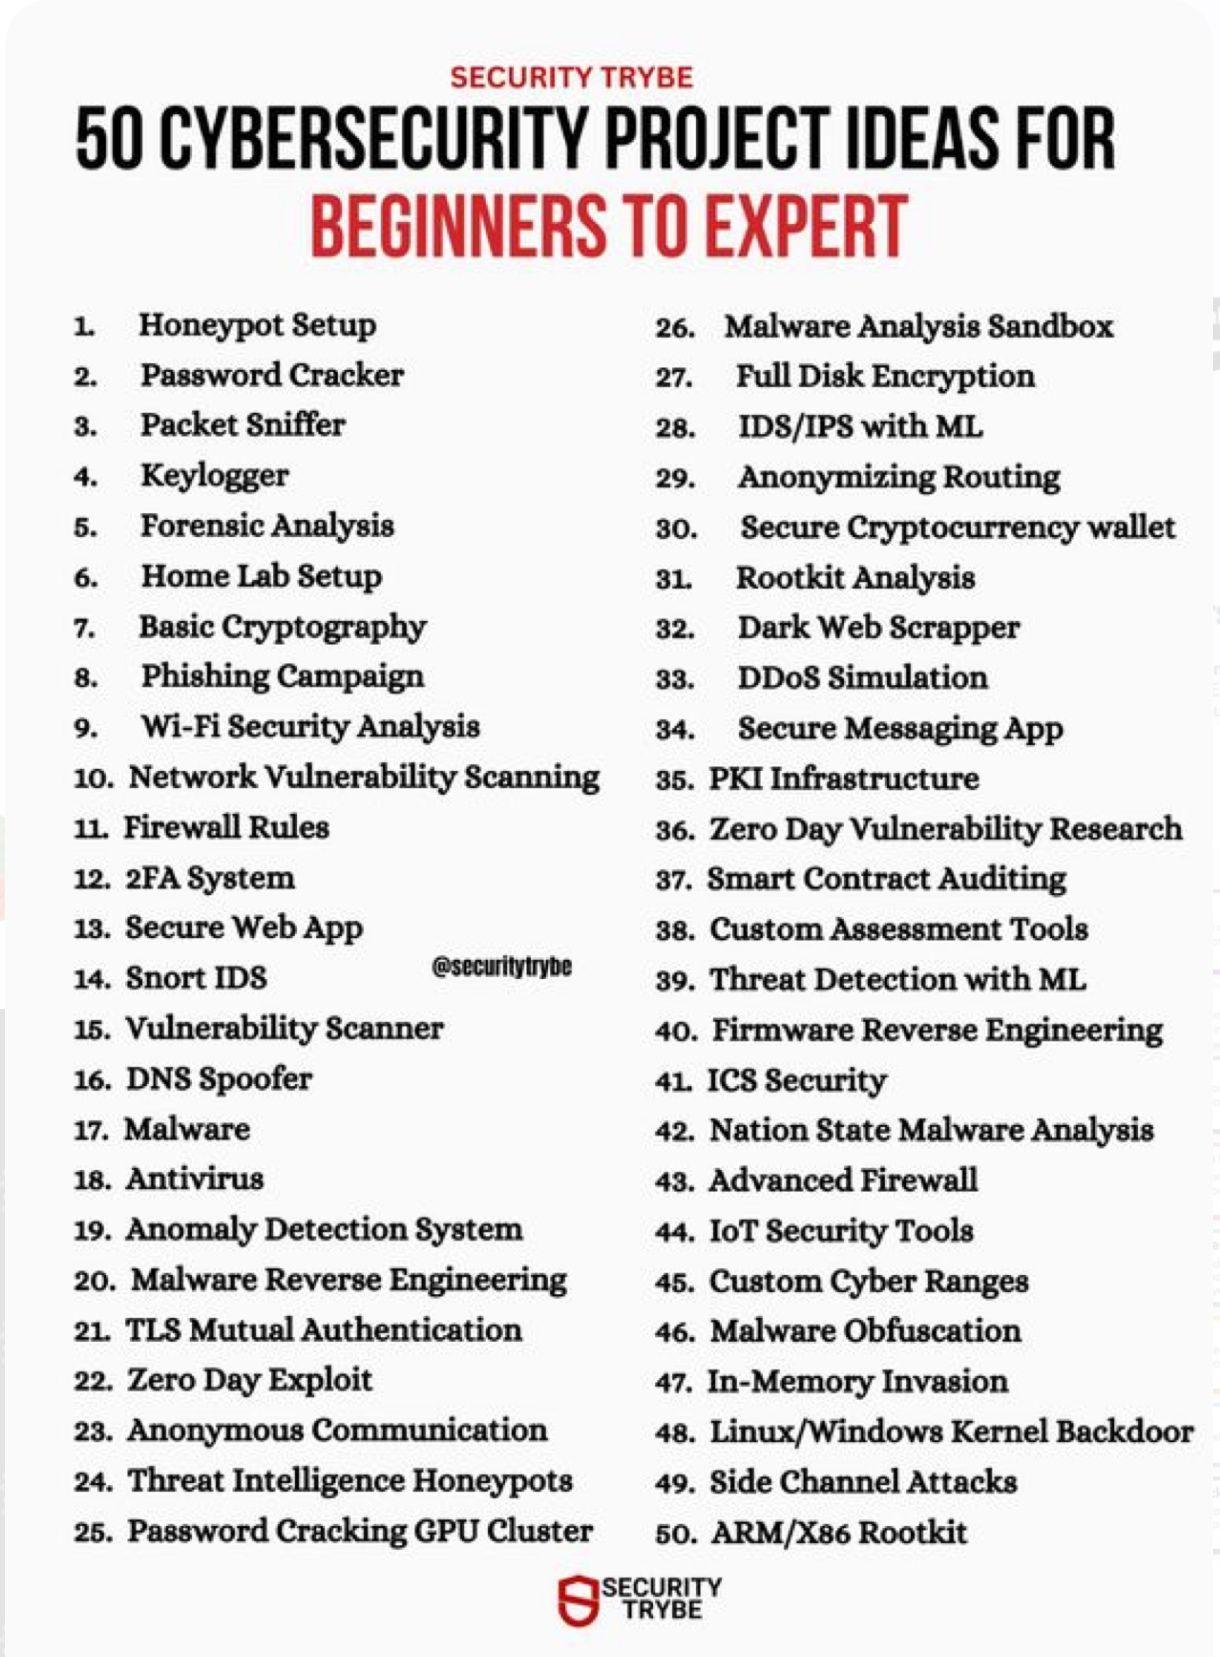 SECURITY TRYBE
50 CYBERSECURITY PROJECT IDEAS FOR
BEGINNERS TO EXPERT
1. Honeypot Setup
2. Password Cracker
3. Packet Sniffer
4. Keylogger
5. Forensic Analysis
6. Home Lab Setup
7. Basic Cryptography
8. Phishing Campaign
9. Wi-Fi Security Analysis
10. Network Vulnerability Scanning
11. Firewall Rules
12. 2FA System
13. Secure Web App
14. Snort IDS
@securitytrybe
15. Vulnerability Scanner
16. DNS Spoofer
17. Malware
18. Antivirus
19. Anomaly Detection System
20. Malware Reverse Engineering
21. TLS Mutual Authentication
22. Zero Day Exploit
23. Anonymous Communication
24. Threat Intelligence Honeypots
25. Password Cracking GPU Cluster
26. Malware Analysis Sandbox
27. Full Disk Encryption
28. IDS/IPS with ML
29. Anonymizing Routing
30. Secure Cryptocurrency wallet
31. Rootkit Analysis
32. Dark Web Scrapper
33. DDoS Simulation
34. Secure Messaging App
35. PKI Infrastructure
36. Zero Day Vulnerability Research
37. Smart Contract Auditing
38. Custom Assessment Tools
39. Threat Detection with ML
40. Firmware Reverse Engineering
41. ICS Security
42. Nation State Malware Analysis
43. Advanced Firewall
44. IoT Security Tools
45. Custom Cyber Ranges
46. Malware Obfuscation
47. In-Memory Invasion
48. Linux/Windows Kernel Backdoor
49. Side Channel Attacks
50. ARM/X86 Rootkit
SECURITY
TRYBE